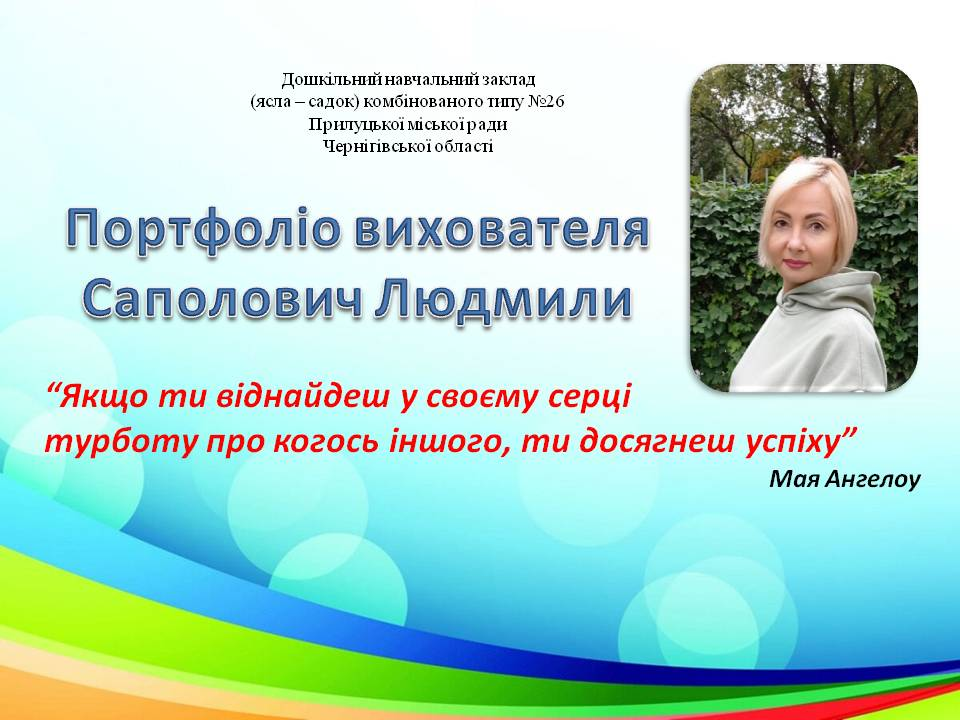 Дошкільний навчальний заклад
(ясла – садок) комбінованого типу №26
Прилуцької міської ради
Чернігівської області
Портфоліо вихователя
Саполович Людмили
“Якщо ти віднайдеш у своєму серці
турботу про когось іншого, ти досягнеш успіху”
Мая Ангелоу